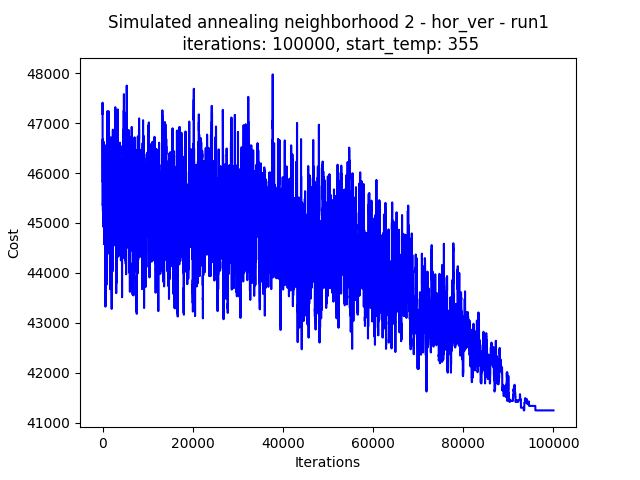 Simulated annealing neighborhood 2 - hor_ver - run1
iterations: 100000, start_temp: 355
48000
47000
46000
45000
44000
43000
42000
41000
Cost
0 20000 40000 60000 80000 100000
Iterations